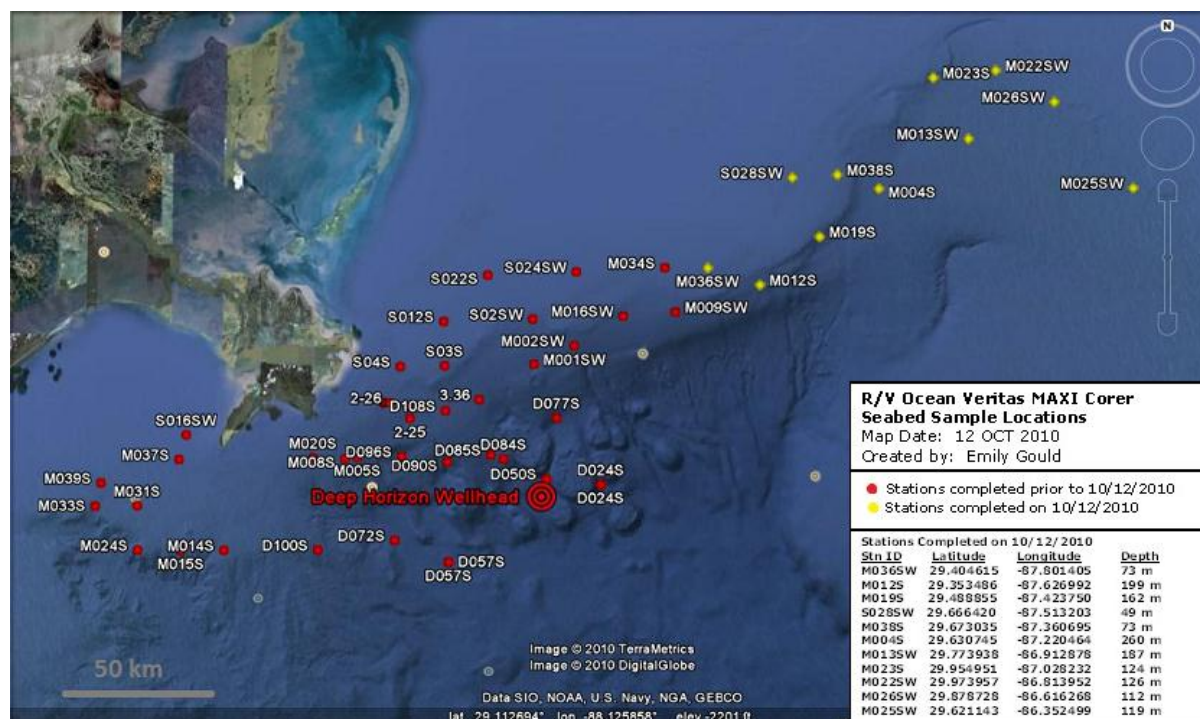 N
M023S
M022SW
M026SW
M013SW
S028SW
M038S
M004S
M025SW
M019S
S022S
S024SW
M034S
M036SW
M012S
S012S
S02SW
M016SW
M009SW
M002SW
S04S
S03S
M001SW
2-26
D108S
3.36
D077S
2-25
S016SW
M037S
M020S
M008S
D096S
M005S
D090S
D085S
D084S
D050S
D024S
D024S
M039S
M031S
M033S
Deep Horizon Wellhead
M024S
M014S
M015S
D100S
D072S
D057S
D057S
50 km
Image © 2010 TerraMetrics
Image © 2010 DigitalGlobe
Data SIO, NOAA, U.S. Navy, NGA, GEBCO
lat 29.112694° lon -88.125858° elev -2201 ft
R/V Ocean Veritas MAXI Corer
Seabed Sample Locations
Map Date: 12 OCT 2010
Created by: Emily Gould
Stations completed prior to 10/12/2010
Stations completed on 10/12/2010
Stations Completed on 10/12/2010
Stn ID Latitude Longitude Depth
M036SW 29.404615 -87.801405 73 m
M012S 29.353486 -87.626992 199 m
M019S 29.488855 -87.423750 162 m
S028SW 29.666420 -87.513203 49 m
M038S 29.673035 -87.360695 73 m
M004S 29.630745 -87.220464 260 m
M013SW 29.773938 -86.912878 187 m
M023S 29.954951 -87.028232 124 m
M022SW 29.973957 -86.813952 126 m
M026SW 29.878728 -86.616268 112 m
M025SW 29.621143 -86.352499 119 m